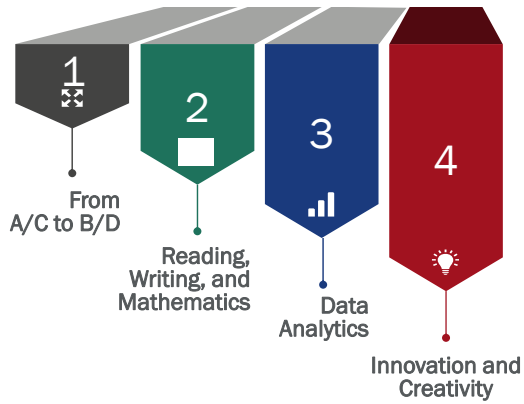 1
From
A/C to B/D
2
Reading,
Writing, and
Mathematics
3
Data
Analytics
4
Innovation and
Creativity